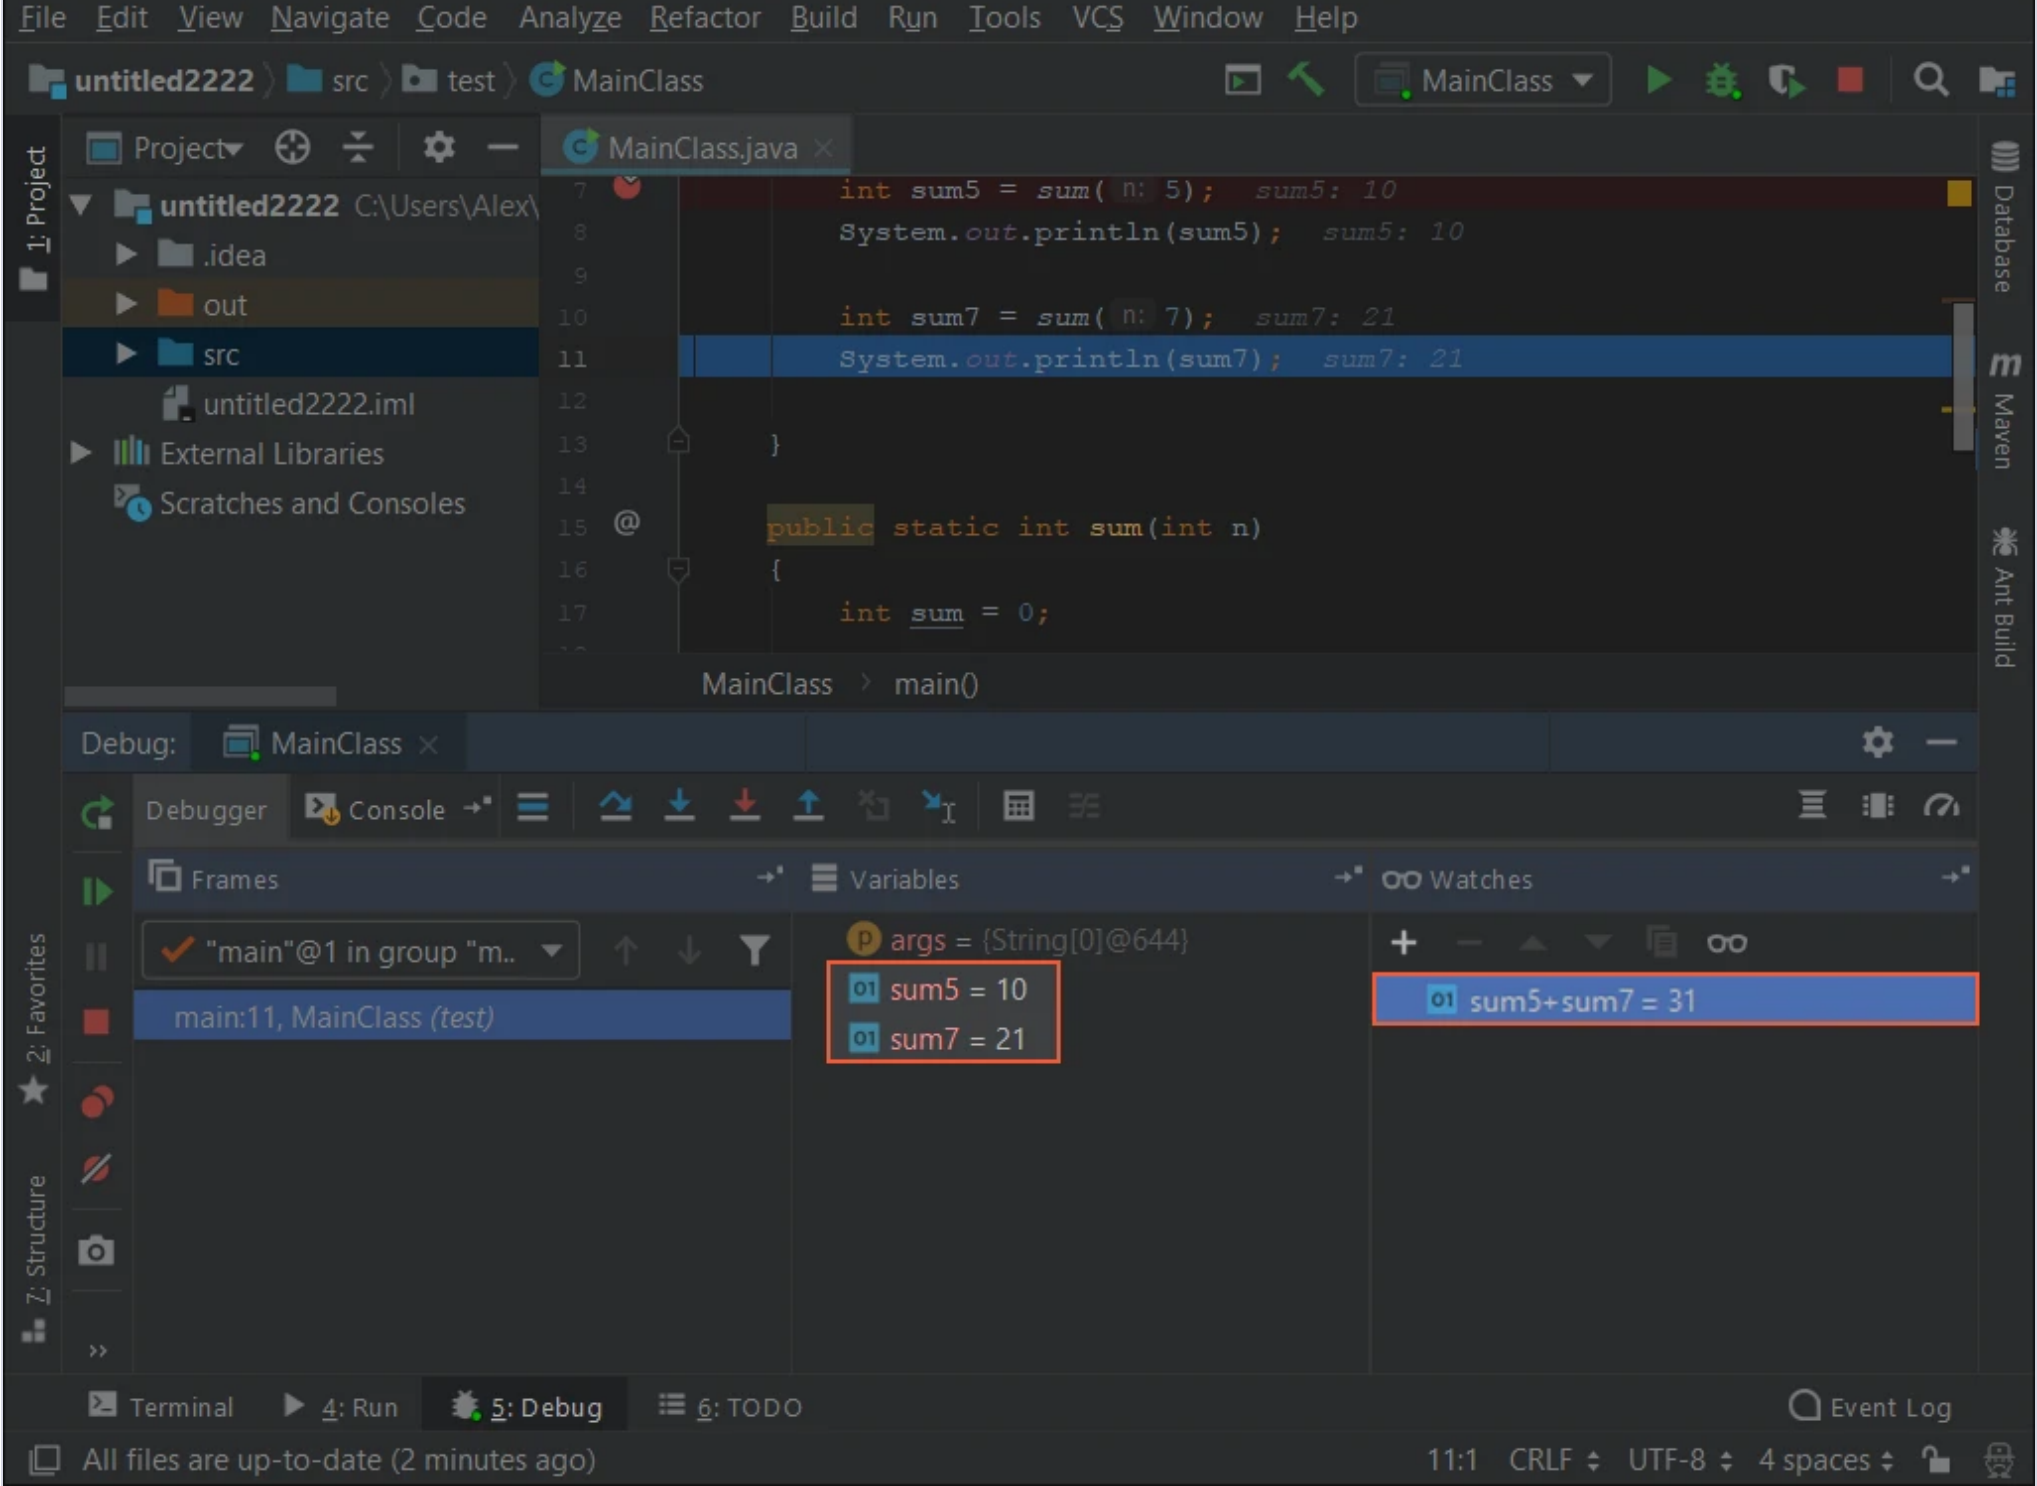 File Edit View Navigate Code Analyze Refactor Build Run Tools VCS Window Help
untitled2222 src test MainClass
MainClass
1: Project
Project
untitled2222 C:\Users\Alex\
.idea
out
src
untitled2222.iml
External Libraries
Scratches and Consoles
MainClass.java
7 int sum5 = sum( n: 5); sum5: 10
8 System.out.println(sum5); sum5: 10
9
10 int sum7 = sum( n: 7); sum7: 21
11 System.out.println(sum7); sum7: 21
12
13 }
14
15 @ public static int sum(int n)
16 {
17 int sum = 0;
MainClass main()
Database
m Maven
Ant Build
Debug: MainClass
Debugger Console
Frames
"main"@1 in group "m..
main:11, MainClass (test)
Variables
p args = {String[0]@644}
01 sum5 = 10
01 sum7 = 21
Watches
01 sum5+sum7 = 31
2: Favorites
7: Structure
Terminal 4: Run 5: Debug 6: TODO Event Log
All files are up-to-date (2 minutes ago) 11:1 CRLF UTF-8 4 spaces